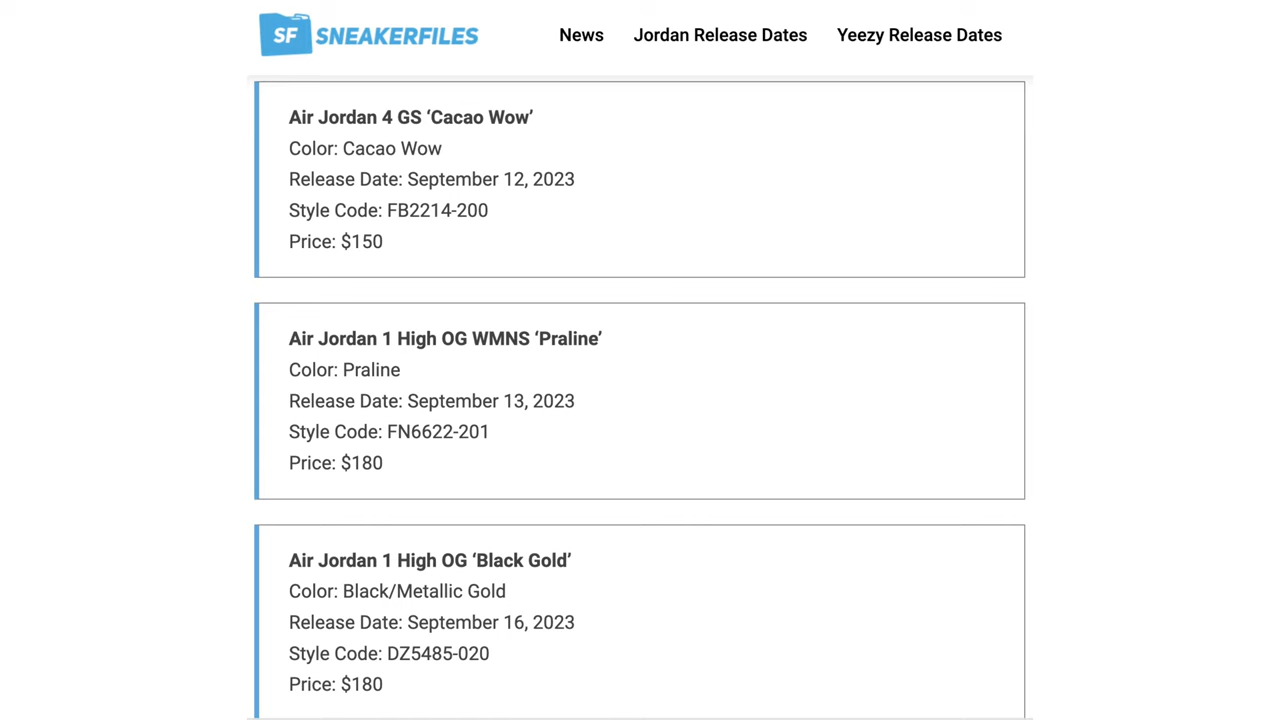 SF SNEAKERFILES
News Jordan Release Dates Yeezy Release Dates
Air Jordan 4 GS ‘Cacao Wow’
Color: Cacao Wow
Release Date: September 12, 2023
Style Code: FB2214-200
Price: $150
Air Jordan 1 High OG WMNS ‘Praline’
Color: Praline
Release Date: September 13, 2023
Style Code: FN6622-201
Price: $180
Air Jordan 1 High OG ‘Black Gold’
Color: Black/Metallic Gold
Release Date: September 16, 2023
Style Code: DZ5485-020
Price: $180